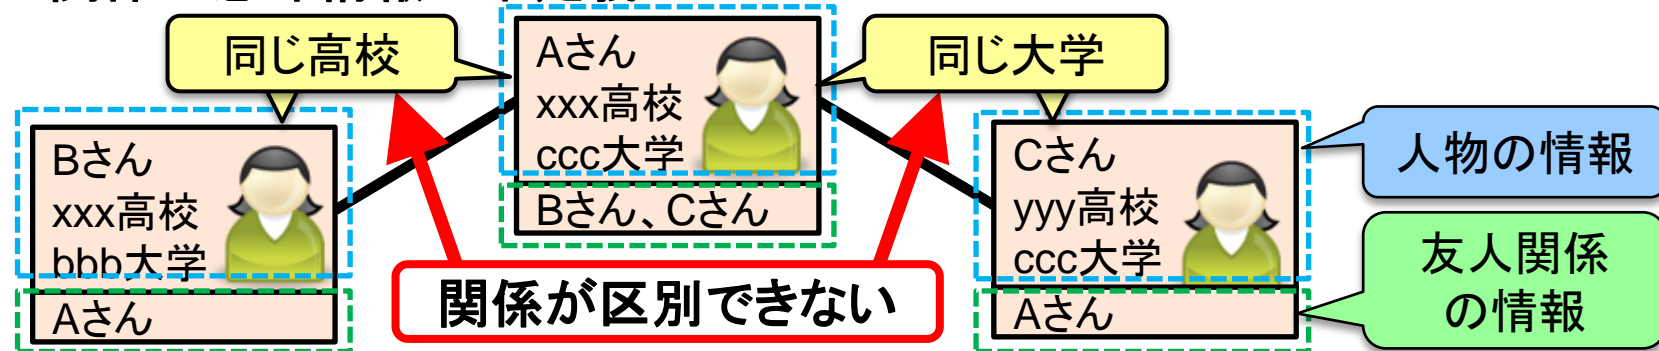 同じ高校
Aさん
xxx高校
ccc大学
Bさん、Cさん
同じ大学
Bさん
xxx高校
bbb大学
Aさん
関係が区別できない
Cさん
yyy高校
ccc大学
Aさん
人物の情報
友人関係
の情報